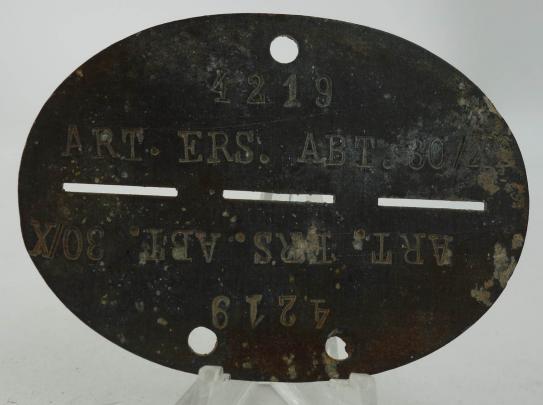 4219
ART. ERS. ABT. 30/X
ART. ERS. ABT. 30/X
4219